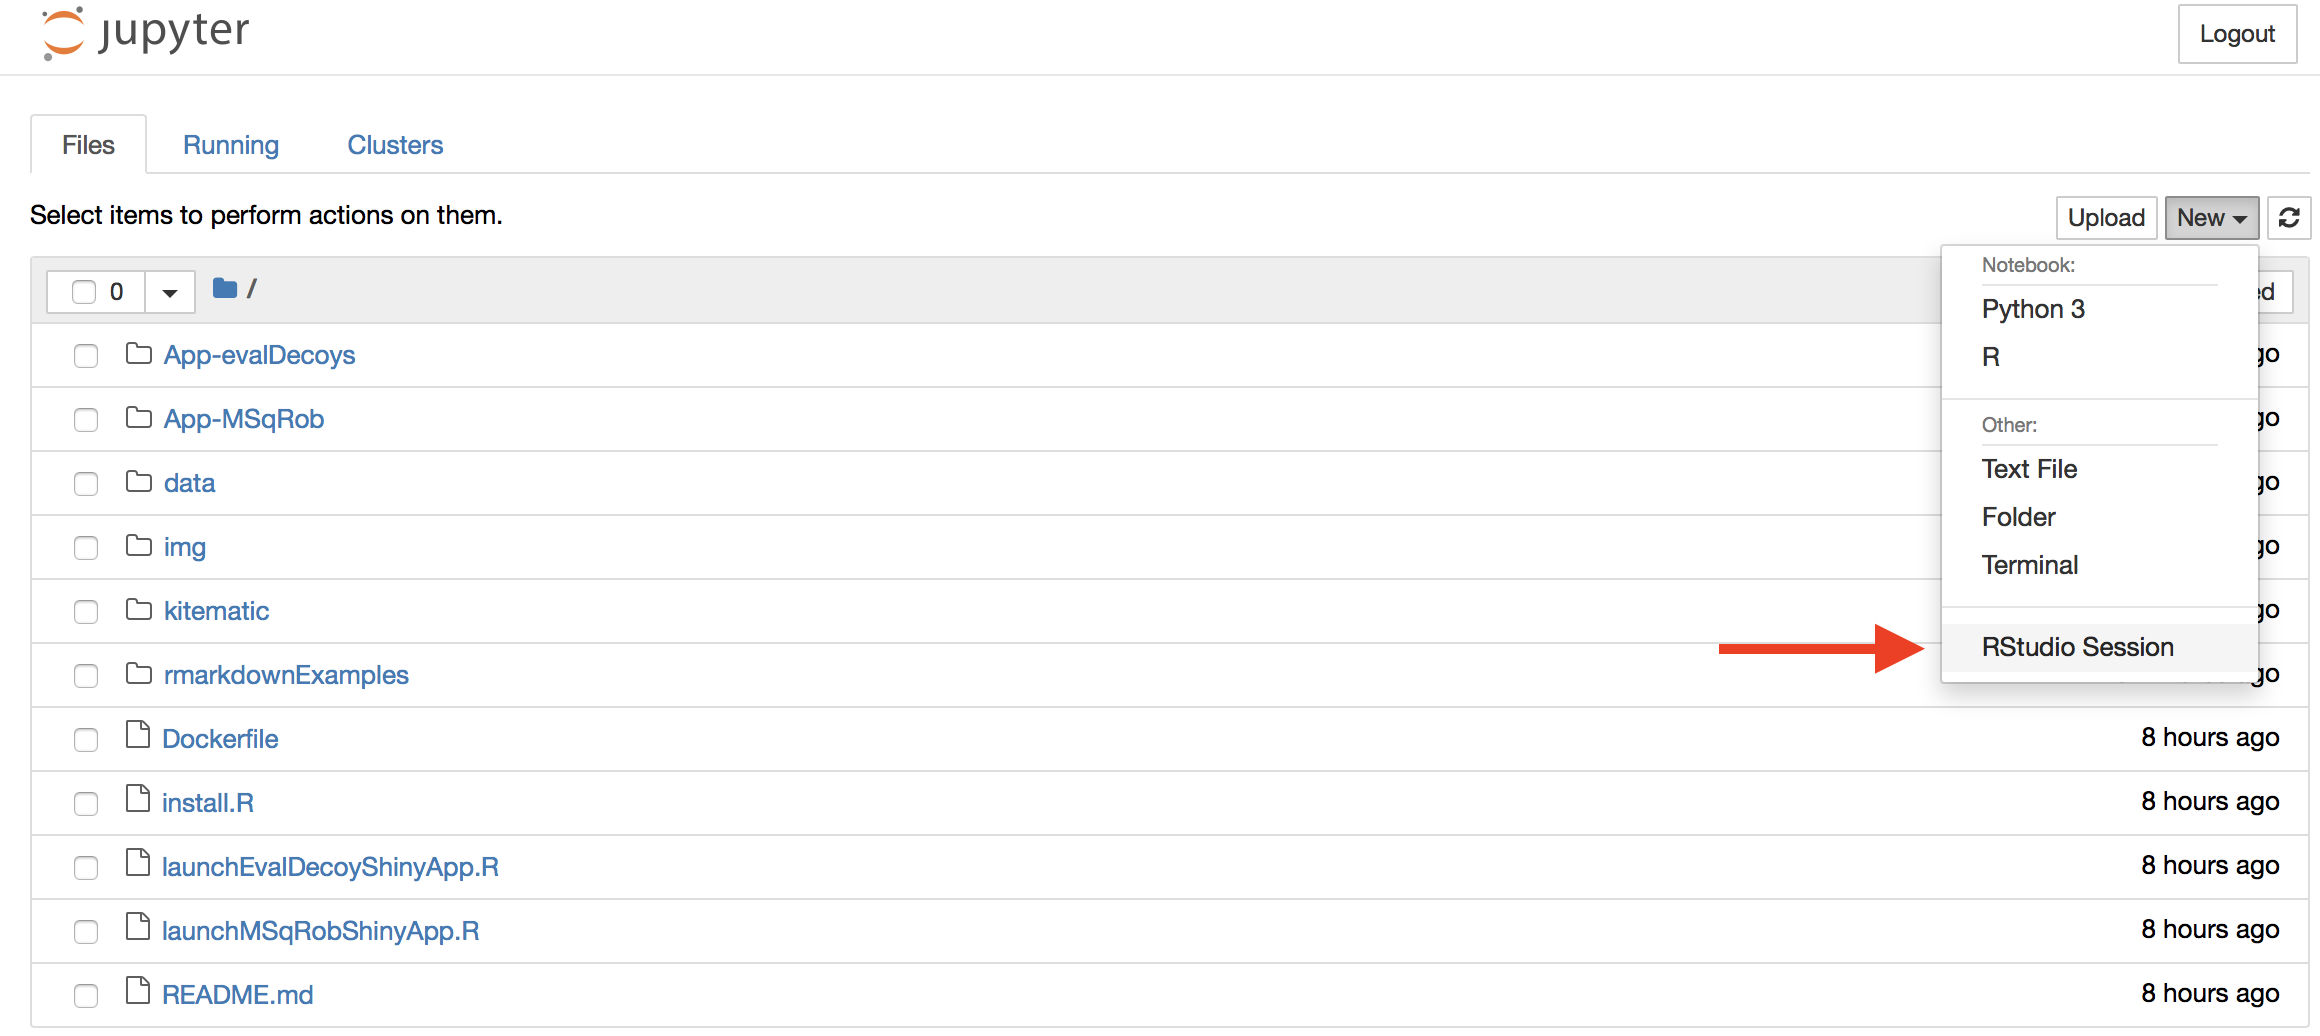 jupyter
Logout
Files
Running
Clusters
Select items to perform actions on them.
Upload
New
0
/
Notebook:
Python 3
R
Other:
Text File
Folder
Terminal
RStudio Session
App-evalDecoys
App-MSqRob
data
img
kitematic
rmarkdownExamples
Dockerfile
8 hours ago
install.R
8 hours ago
launchEvalDecoyShinyApp.R
8 hours ago
launchMSqRobShinyApp.R
8 hours ago
README.md
8 hours ago